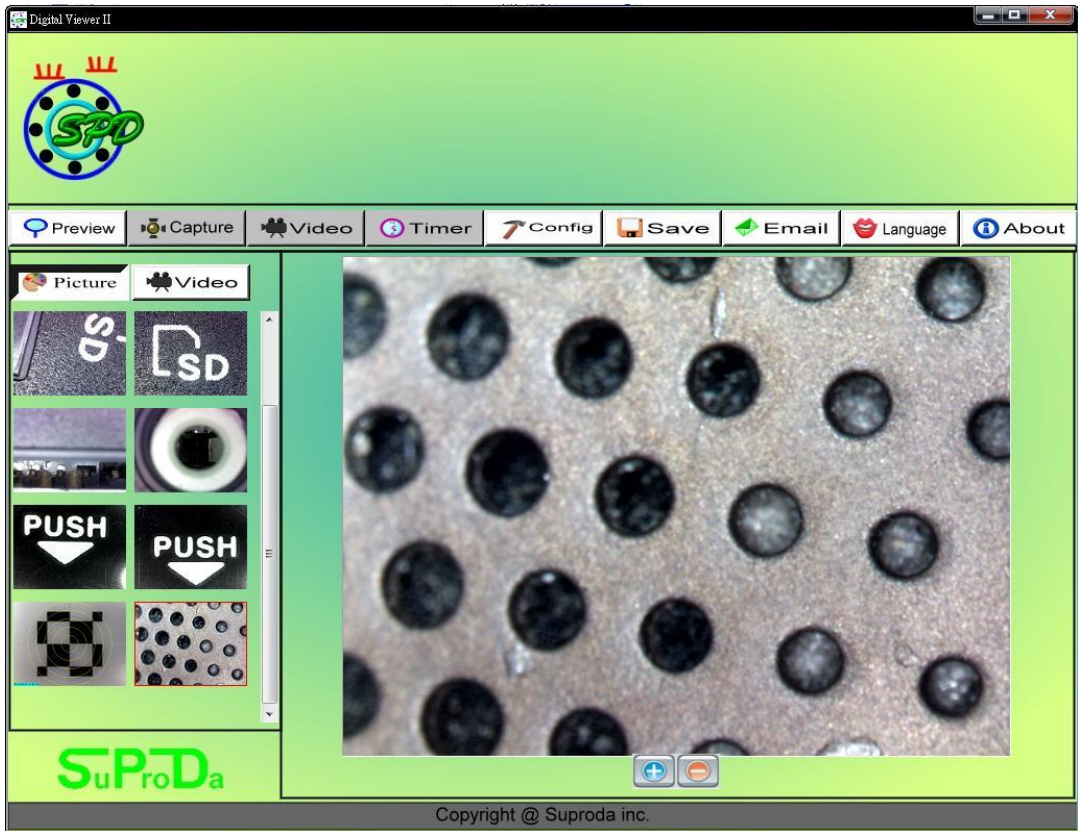 Digital Viewer II
SPD
Preview
Capture
Video
Timer
Config
Save
Email
Language
About
Picture
Video
SD
SD
PUSH
PUSH
SuProDa
Copyright @ Suproda inc.